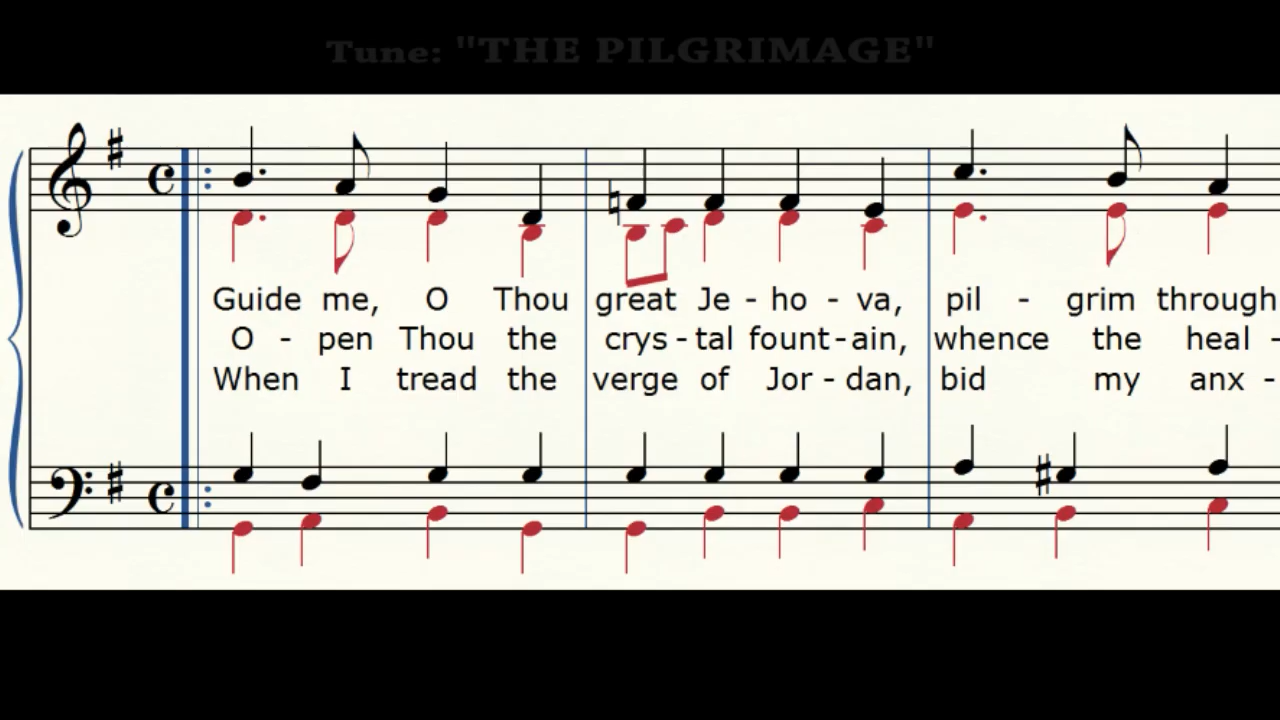 Tune: "THE PILGRIMAGE"
Guide me, O Thou great Je - ho - va, pil - grim through
O - pen Thou the crys - tal fount - ain, whence the heal -
When I tread the verge of Jor - dan, bid my anx -